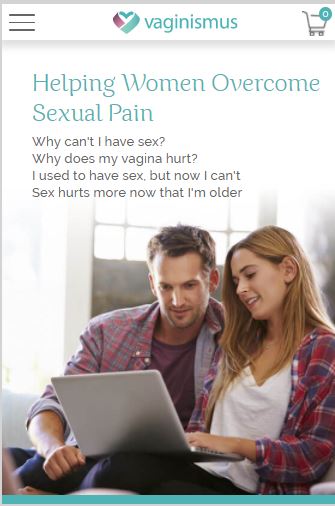 vaginismus
0
Helping Women Overcome
Sexual Pain
Why can't I have sex?
Why does my vagina hurt?
I used to have sex, but now I can't
Sex hurts more now that I'm older